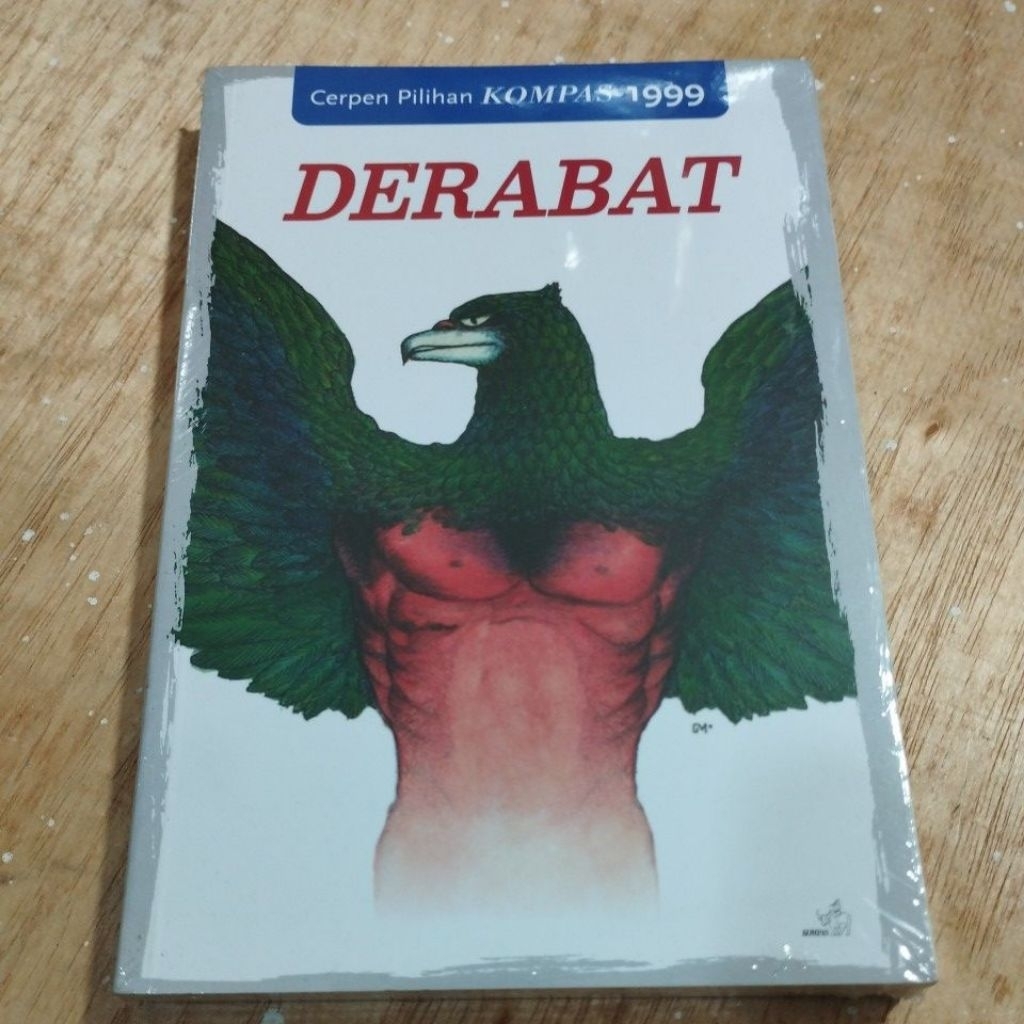 Cerpen Pilihan KOMPAS 1999
DERABAT